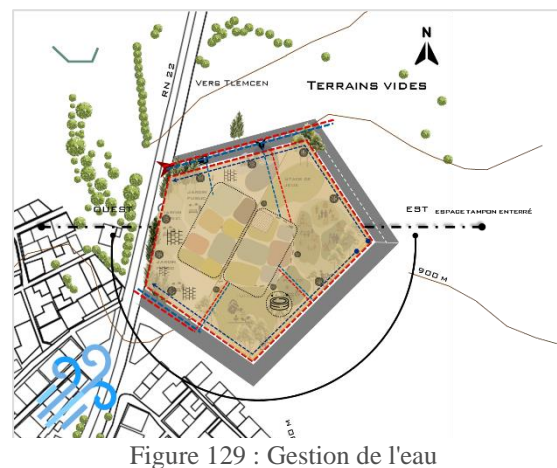 N
RN 22
VERS TLEMCEN
TERRAINS VIDES
OUEST
EST
ESPACE TAMPON ENTERRÉ
900 M
Figure 129 : Gestion de l'eau